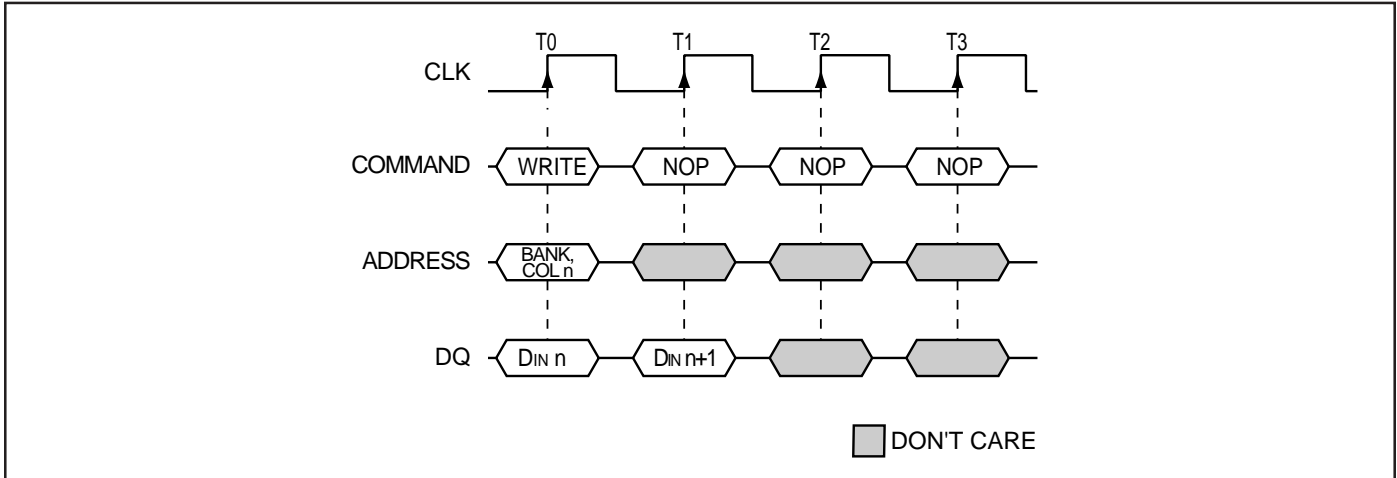 T0 T1 T2 T3
CLK
COMMAND WRITE NOP NOP NOP
ADDRESS BANK,
COL n
DQ DIN n DIN n+1
DON'T CARE